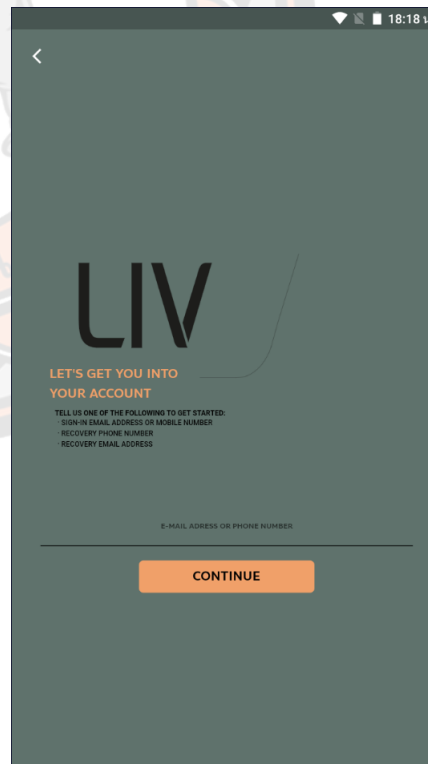 18:18
LIV
LET'S GET YOU INTO
YOUR ACCOUNT
TELL US ONE OF THE FOLLOWING TO GET STARTED:
· SIGN-IN EMAIL ADDRESS OR MOBILE NUMBER
· RECOVERY PHONE NUMBER
· RECOVERY EMAIL ADDRESS
E-MAIL ADRESS OR PHONE NUMBER
CONTINUE